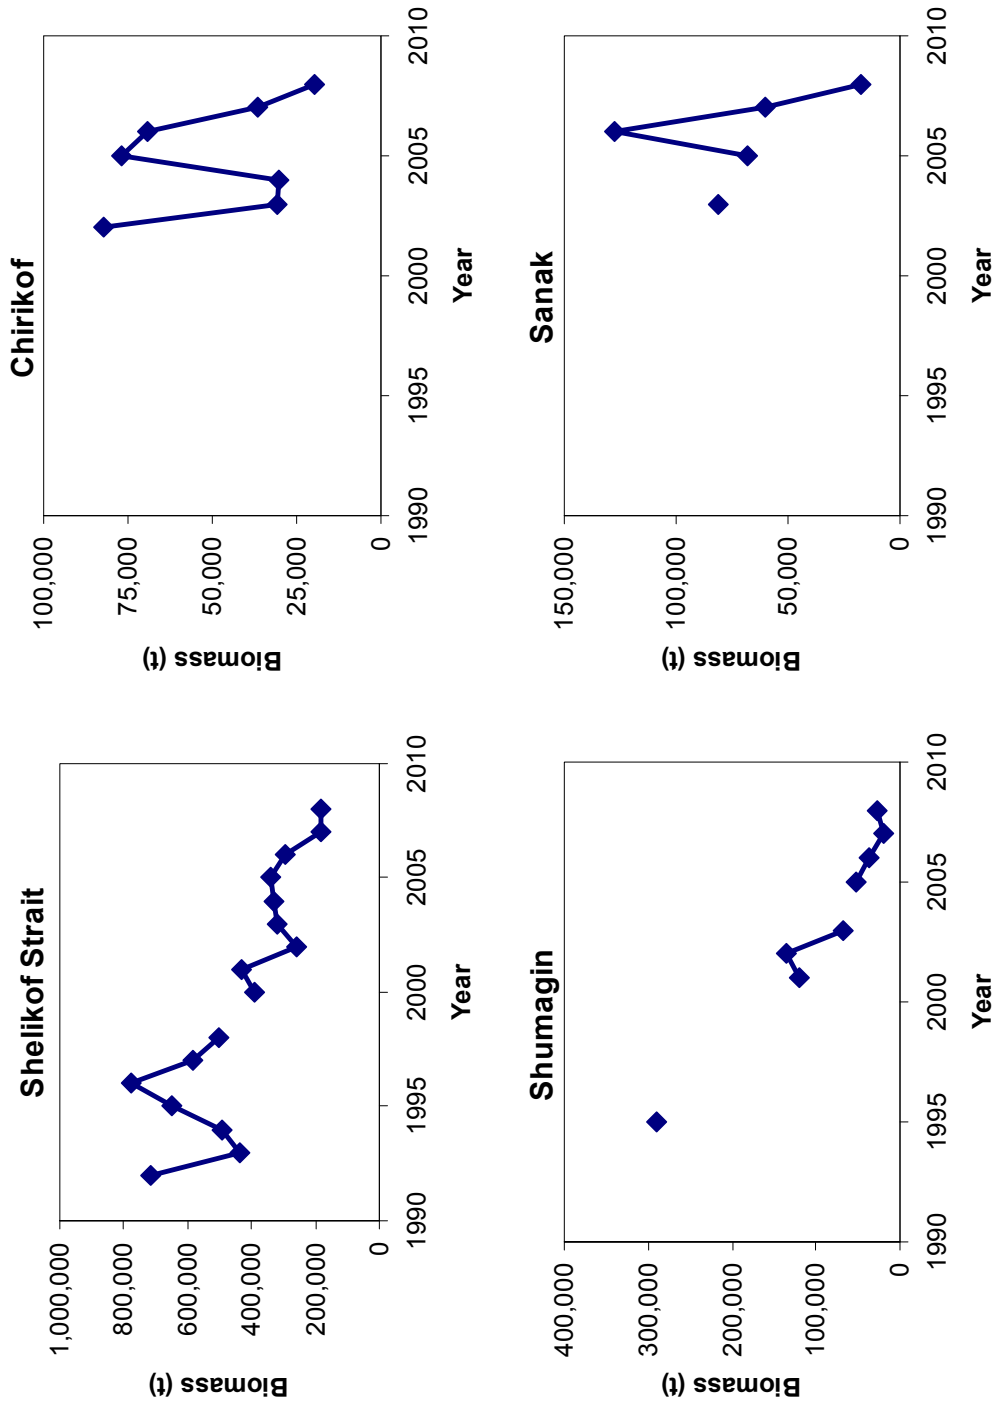 Shelikof Strait
1,000,000
800,000
600,000
400,000
200,000
0
Biomass (t)
1990 1995 2000 2005 2010
Year
Chirikof
100,000
75,000
50,000
25,000
0
Biomass (t)
1990 1995 2000 2005 2010
Year
Shumagin
400,000
300,000
200,000
100,000
0
Biomass (t)
1990 1995 2000 2005 2010
Year
Sanak
150,000
100,000
50,000
0
Biomass (t)
1990 1995 2000 2005 2010
Year